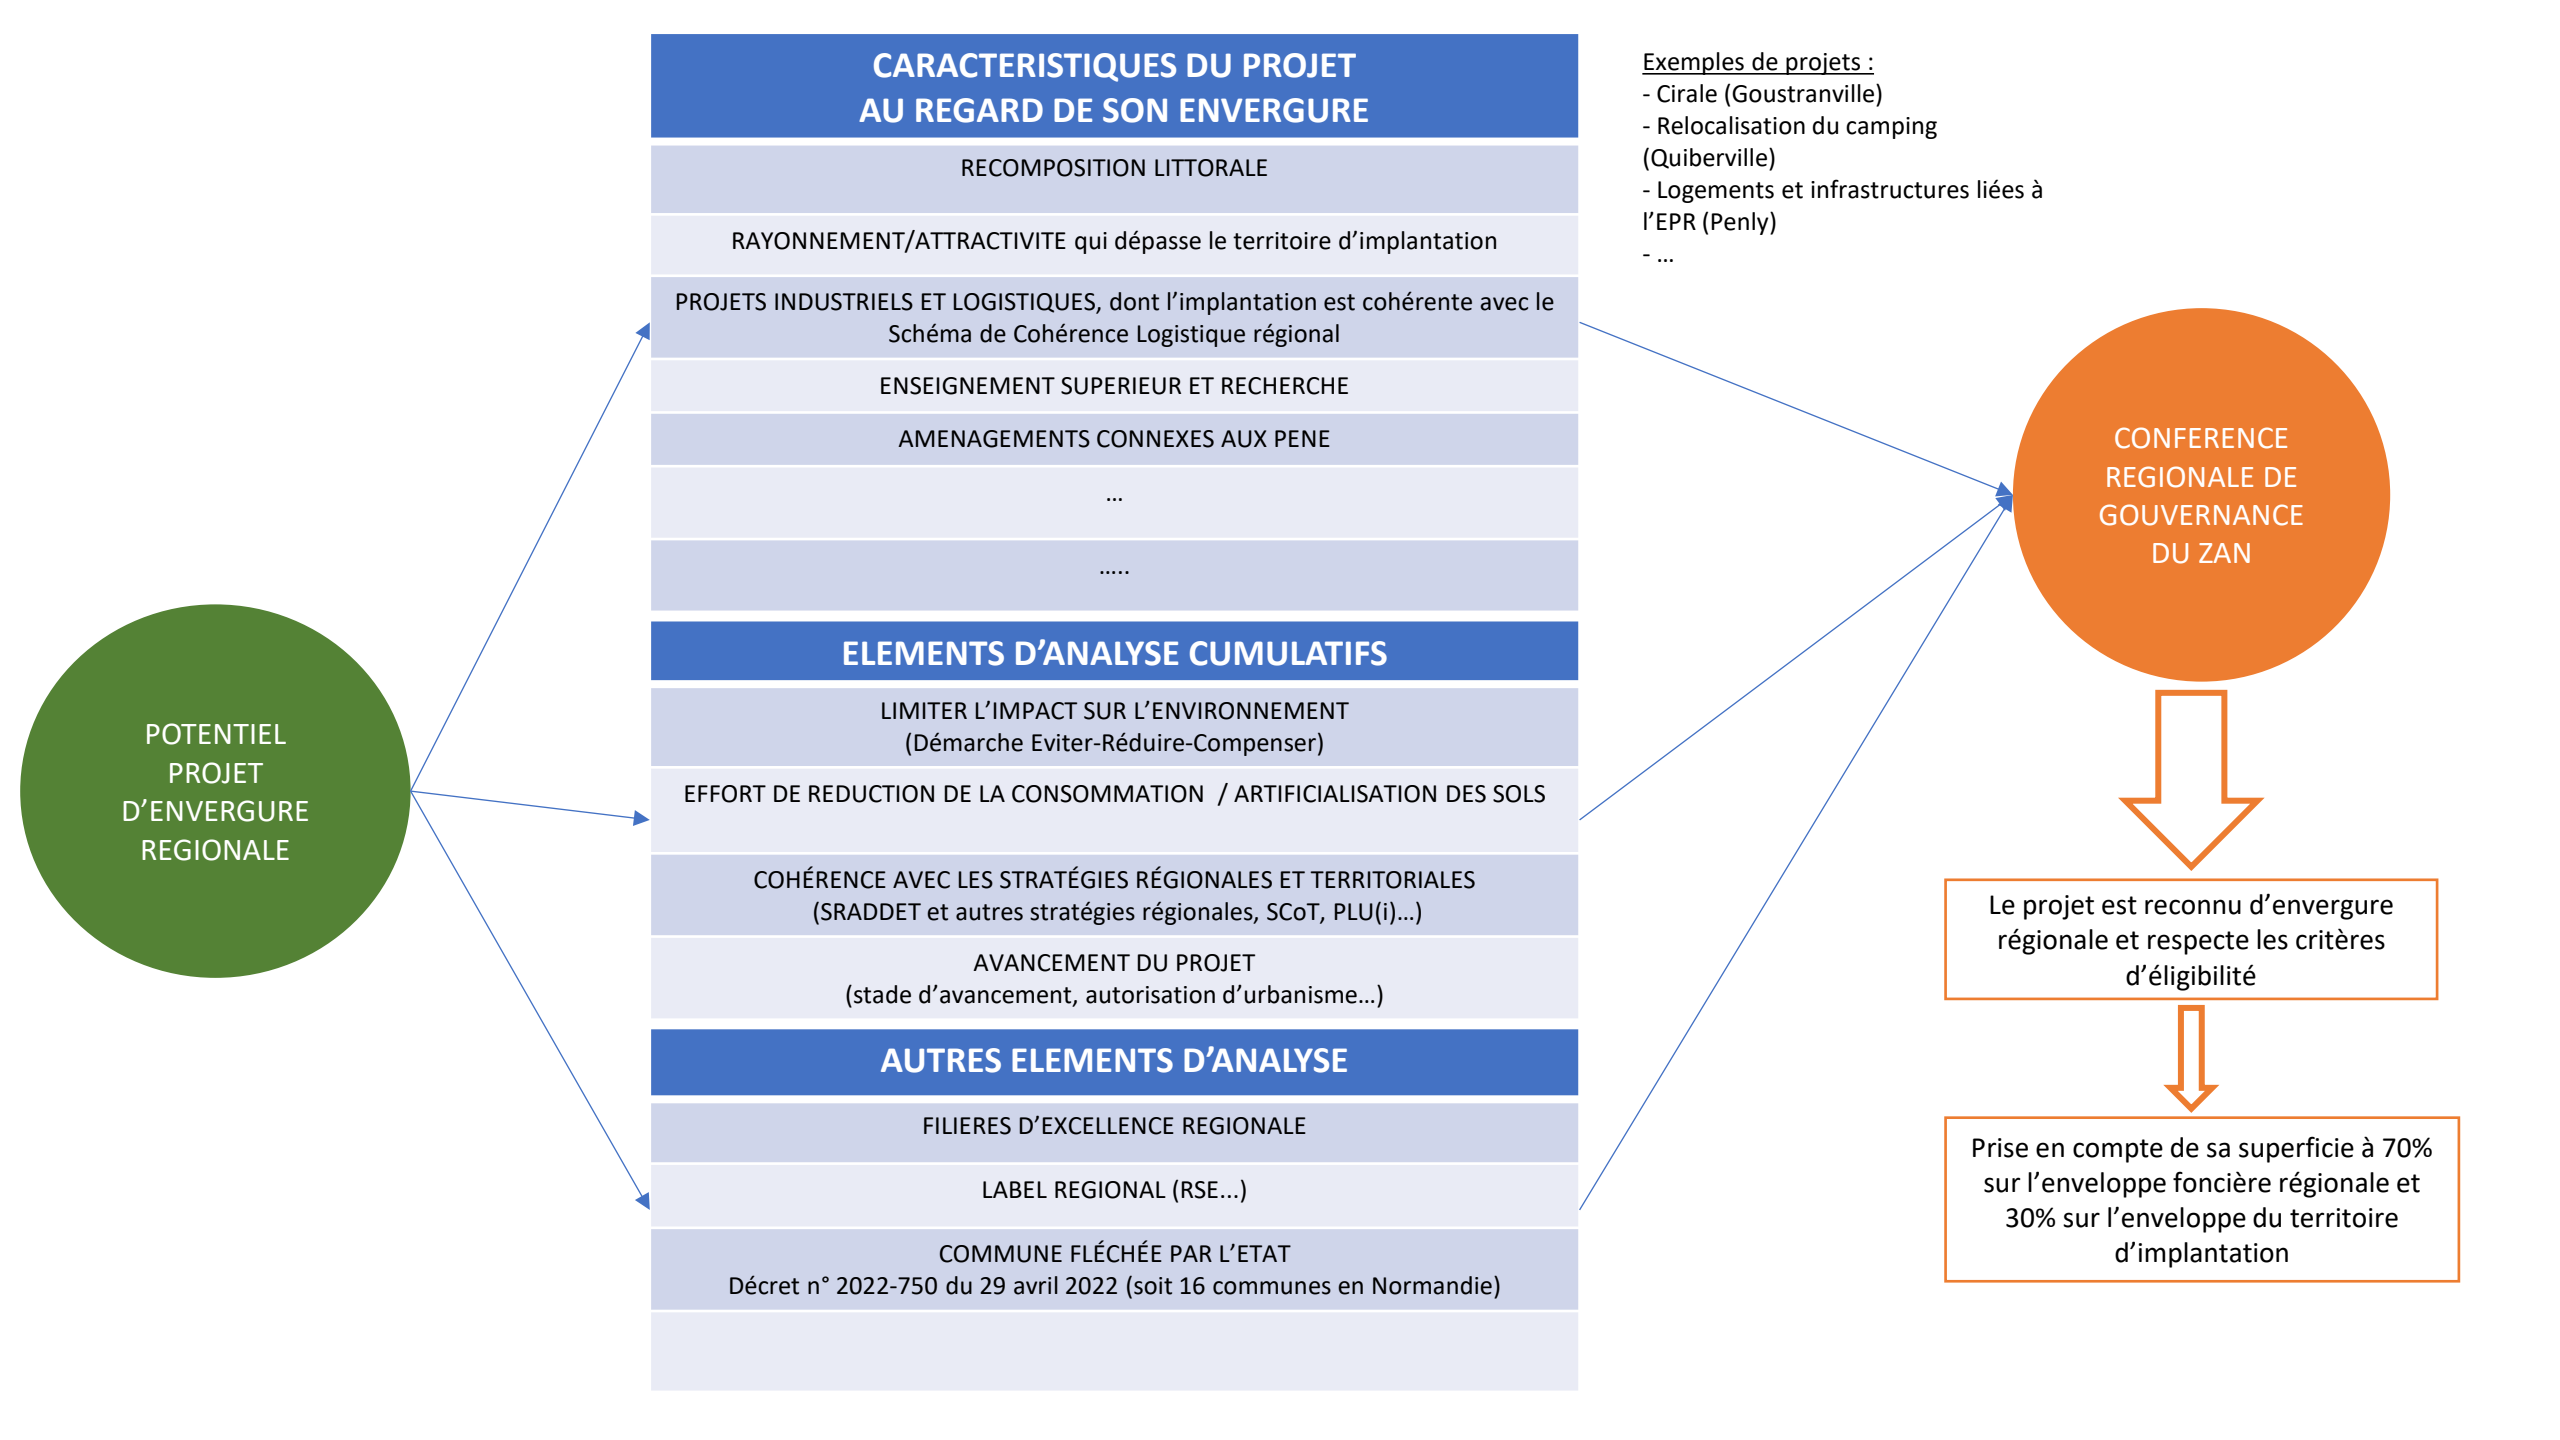 POTENTIEL
PROJET
D’ENVERGURE
REGIONALE
CARACTERISTIQUES DU PROJET
AU REGARD DE SON ENVERGURE
RECOMPOSITION LITTORALE
RAYONNEMENT/ATTRACTIVITE qui dépasse le territoire d’implantation
PROJETS INDUSTRIELS ET LOGISTIQUES, dont l’implantation est cohérente avec le
Schéma de Cohérence Logistique régional
ENSEIGNEMENT SUPERIEUR ET RECHERCHE
AMENAGEMENTS CONNEXES AUX PENE
…
…..
ELEMENTS D’ANALYSE CUMULATIFS
LIMITER L’IMPACT SUR L’ENVIRONNEMENT
(Démarche Eviter-Réduire-Compenser)
EFFORT DE REDUCTION DE LA CONSOMMATION / ARTIFICIALISATION DES SOLS
COHÉRENCE AVEC LES STRATÉGIES RÉGIONALES ET TERRITORIALES
(SRADDET et autres stratégies régionales, SCoT, PLU(i)…)
AVANCEMENT DU PROJET
(stade d’avancement, autorisation d’urbanisme…)
AUTRES ELEMENTS D’ANALYSE
FILIERES D’EXCELLENCE REGIONALE
LABEL REGIONAL (RSE...)
COMMUNE FLÉCHÉE PAR L’ETAT
Décret n° 2022-750 du 29 avril 2022 (soit 16 communes en Normandie)
Exemples de projets :
- Cirale (Goustranville)
- Relocalisation du camping
(Quiberville)
- Logements et infrastructures liées à
l’EPR (Penly)
- …
CONFERENCE
REGIONALE DE
GOUVERNANCE
DU ZAN
Le projet est reconnu d’envergure
régionale et respecte les critères
d’éligibilité
Prise en compte de sa superficie à 70%
sur l’enveloppe foncière régionale et
30% sur l’enveloppe du territoire
d’implantation